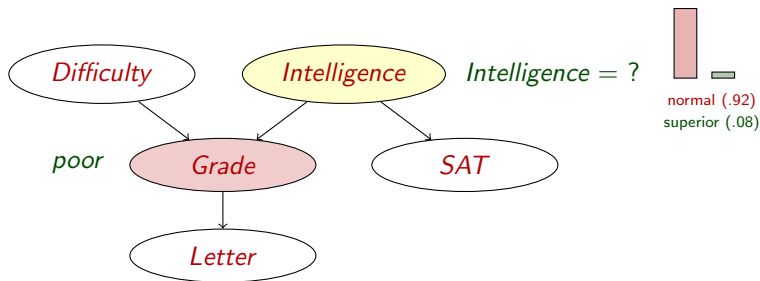 Difficulty
Intelligence
Intelligence = ?
normal (.92)
superior (.08)
poor
Grade
SAT
Letter